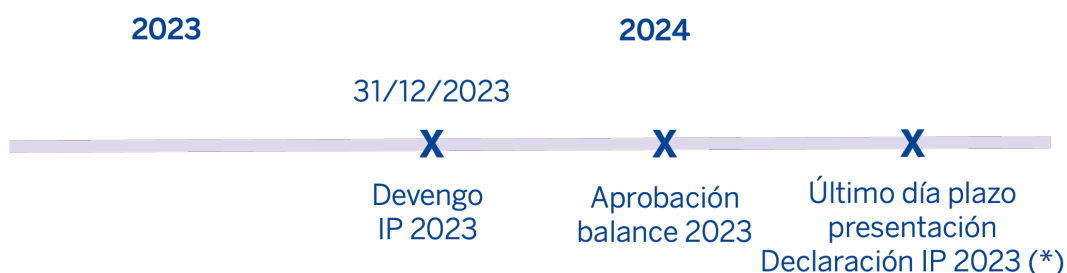 2023
2024
31/12/2023
X
X
X
Devengo
IP 2023
Aprobación
balance 2023
Último día plazo
presentación
Declaración IP 2023 (*)